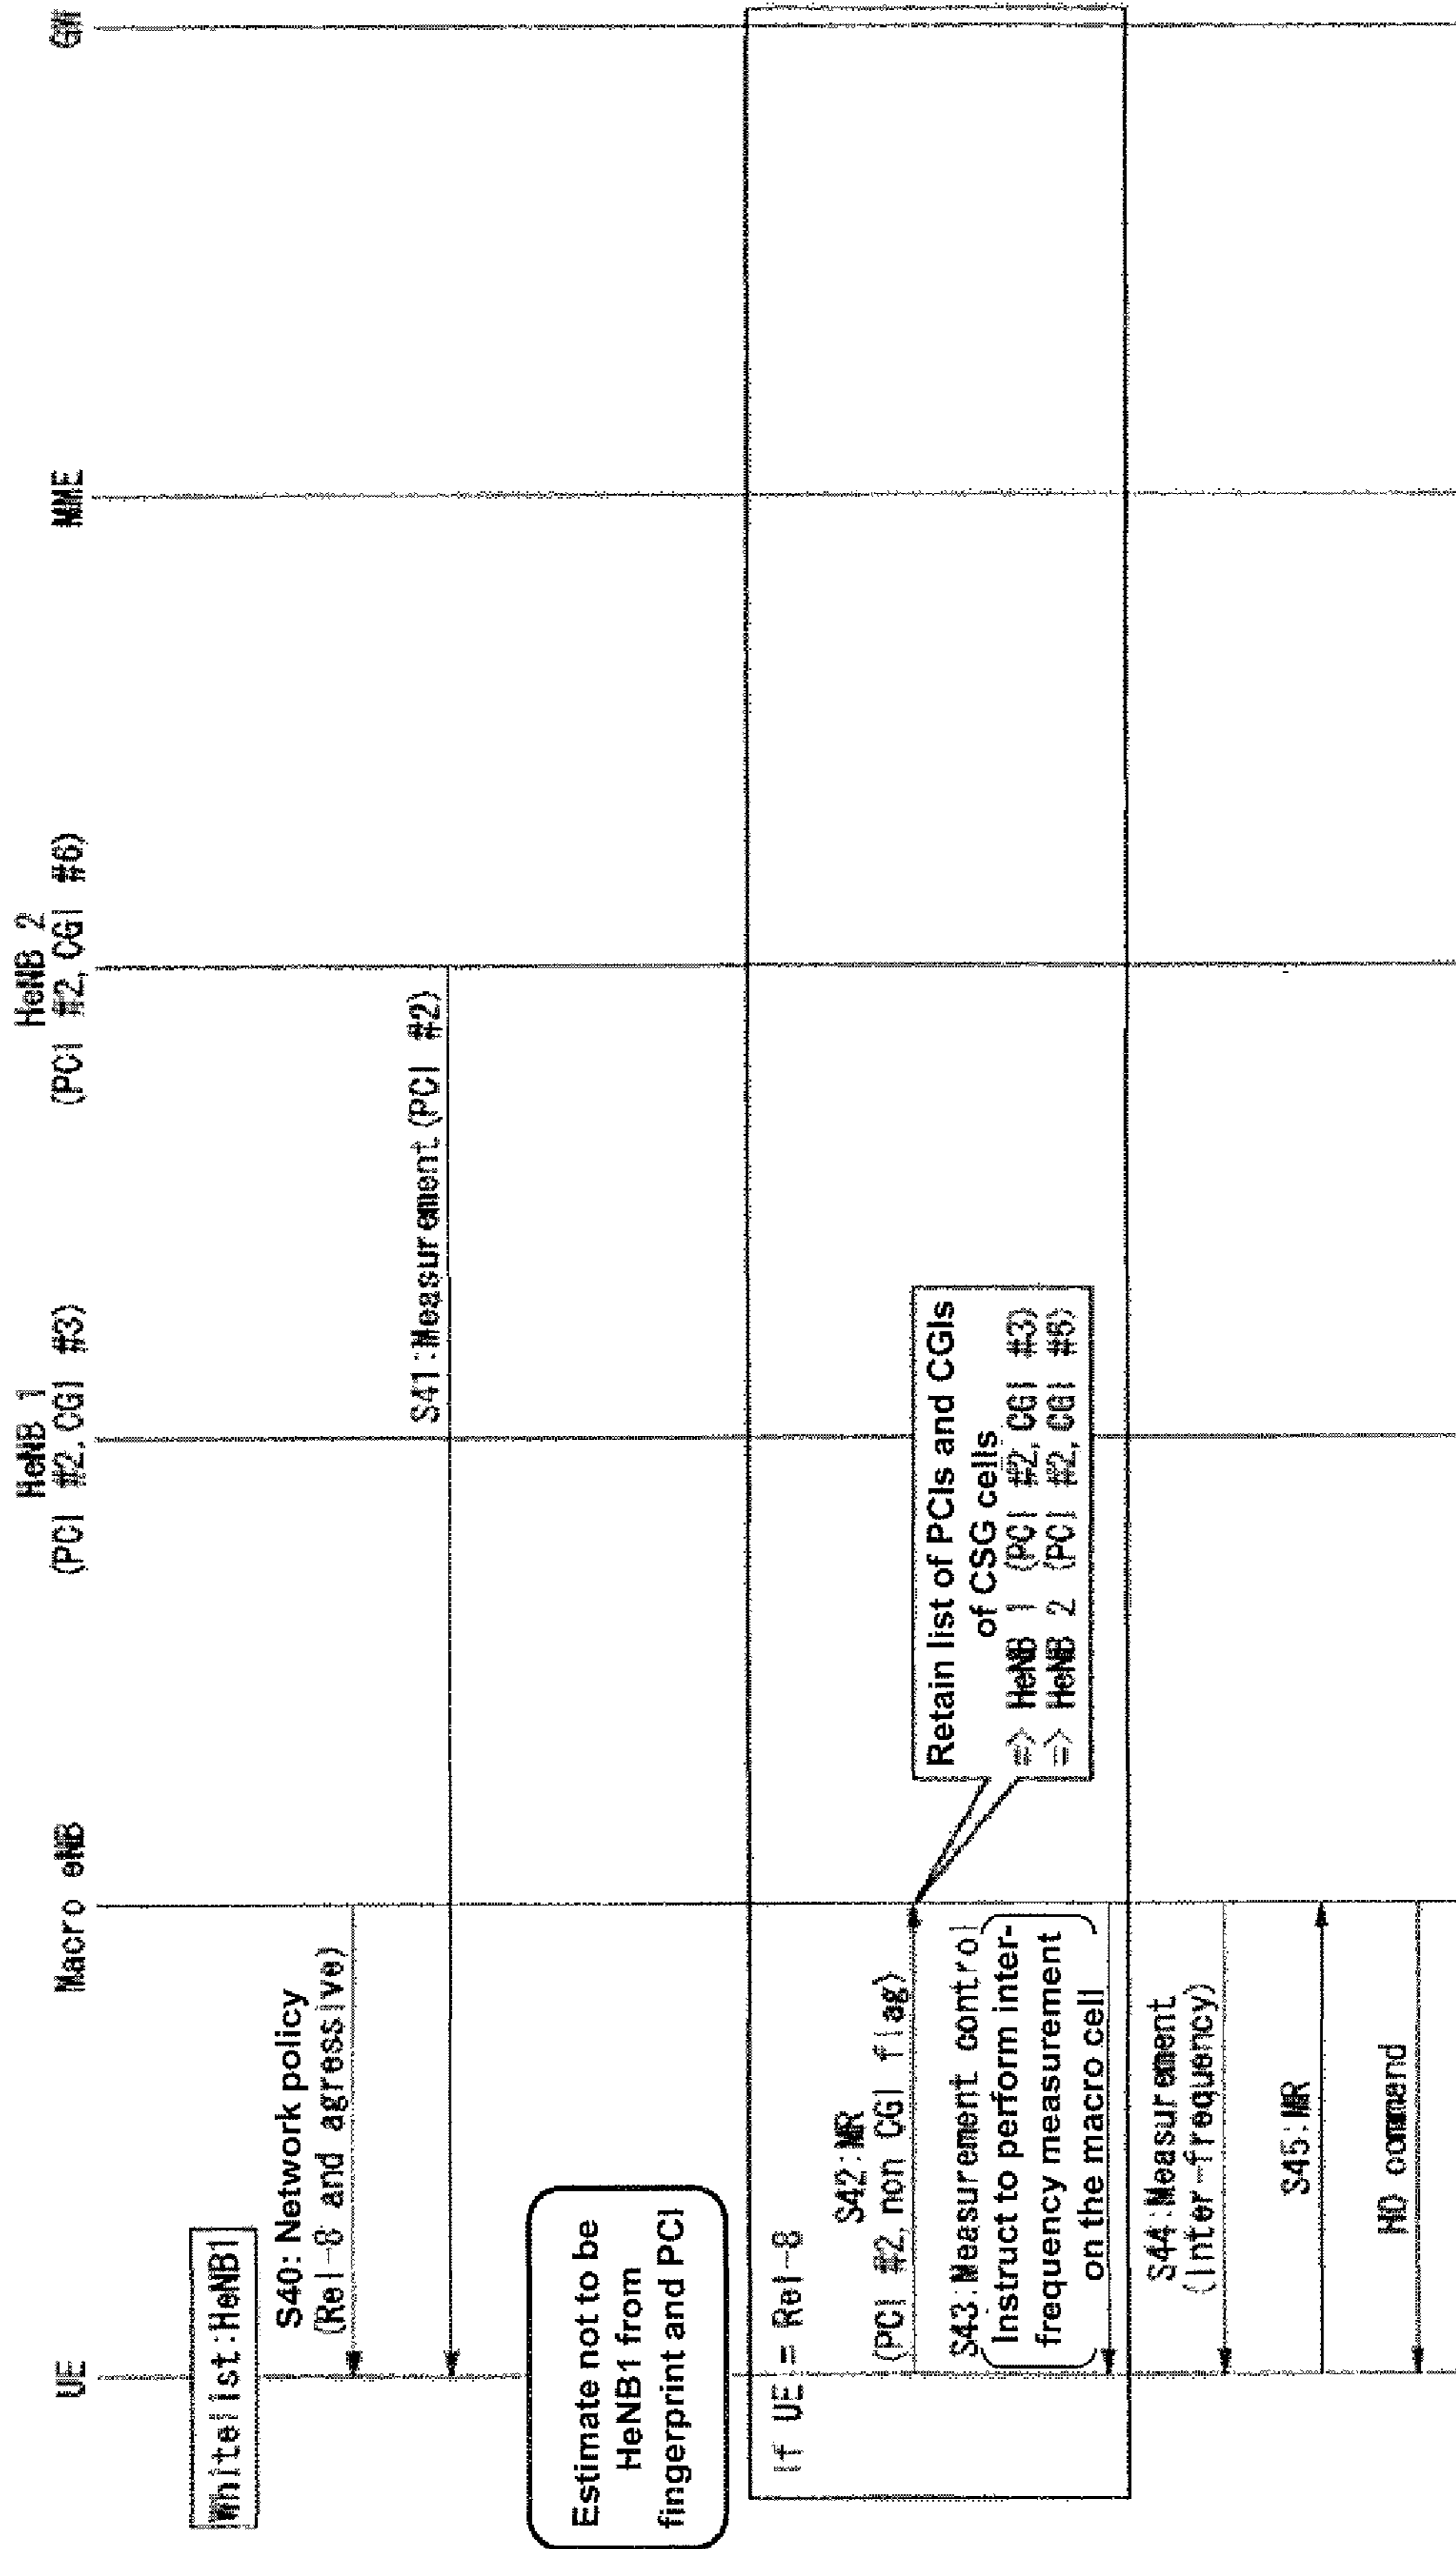 UE
Macro eNB
HeNB 1
(PCI #2, CGI #3)
HeNB 2
(PCI #2, CGI #6)
MME
GW
Whitelist:HeNB1
S40: Network policy
(Rel-8 and agressive)
S41:Measurement(PCI #2)
Estimate not to be
HeNB1 from
fingerprint and PCI
If UE = Rel-8
S42:MR
(PCI #2, non CGI flag)
Retain list of PCIs and CGIs
of CSG cells
=> HeNB 1 (PCI #2, CGI #3)
=> HeNB 2 (PCI #2, CGI #6)
S43:Measurement control
Instruct to perform inter-
frequency measurement
on the macro cell
S44:Measurement
(Inter-frequency)
S45:MR
HO command